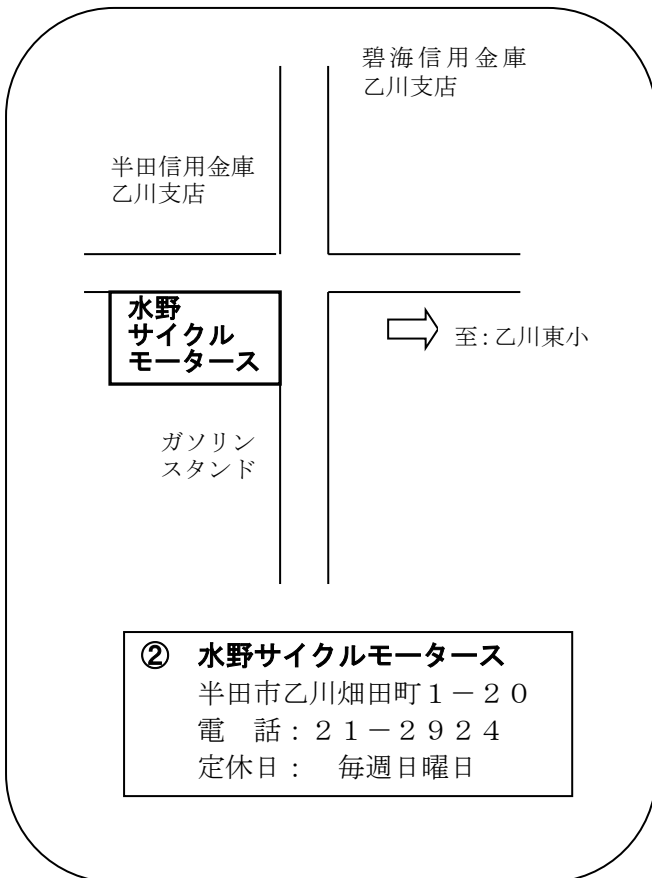 碧海信用金庫
乙川支店
半田信用金庫
乙川支店
水野
サイクル
モータース
至:乙川東小
ガソリン
スタンド
② 水野サイクルモータース
半田市乙川畑田町１－２０
電　話：２１－２９２４
定休日：　毎週日曜日